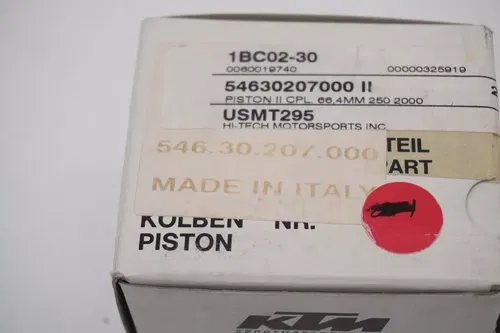 1BC02-30
0060019740 00000325919
54630207000 II
PISTON II CPL. 66,4MM 250 2000
USMT295
HI-TECH MOTORSPORTS INC
TEIL
546.30.207.000
PART
MADE IN ITALY
KOLBEN NR.
PISTON
KTM